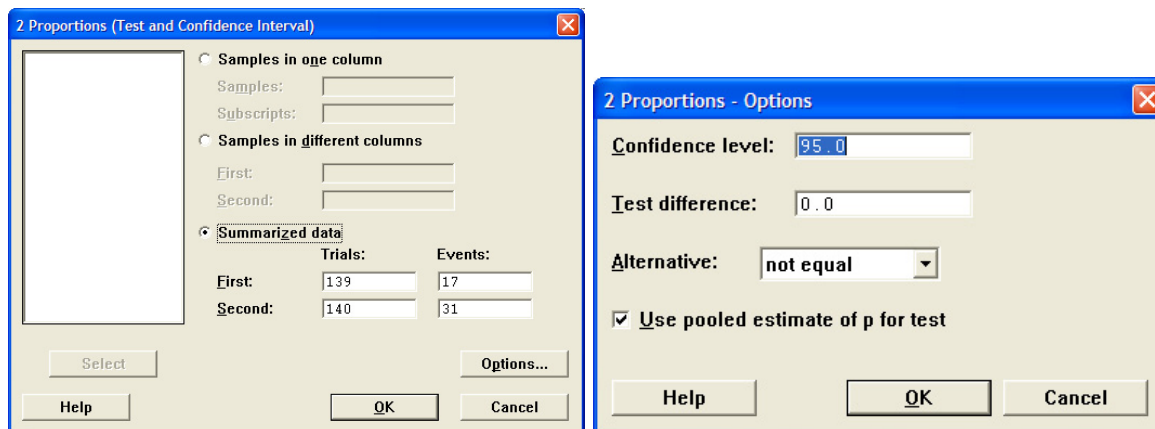 2 Proportions (Test and Confidence Interval)
Samples in one column
Samples:
Subscripts:
Samples in different columns
First:
Second:
Summarized data
Trials: Events:
First: 139 17
Second: 140 31
Select Options...
Help OK Cancel
2 Proportions - Options
Confidence level: 95.0
Test difference: 0.0
Alternative: not equal
Use pooled estimate of p for test
Help OK Cancel